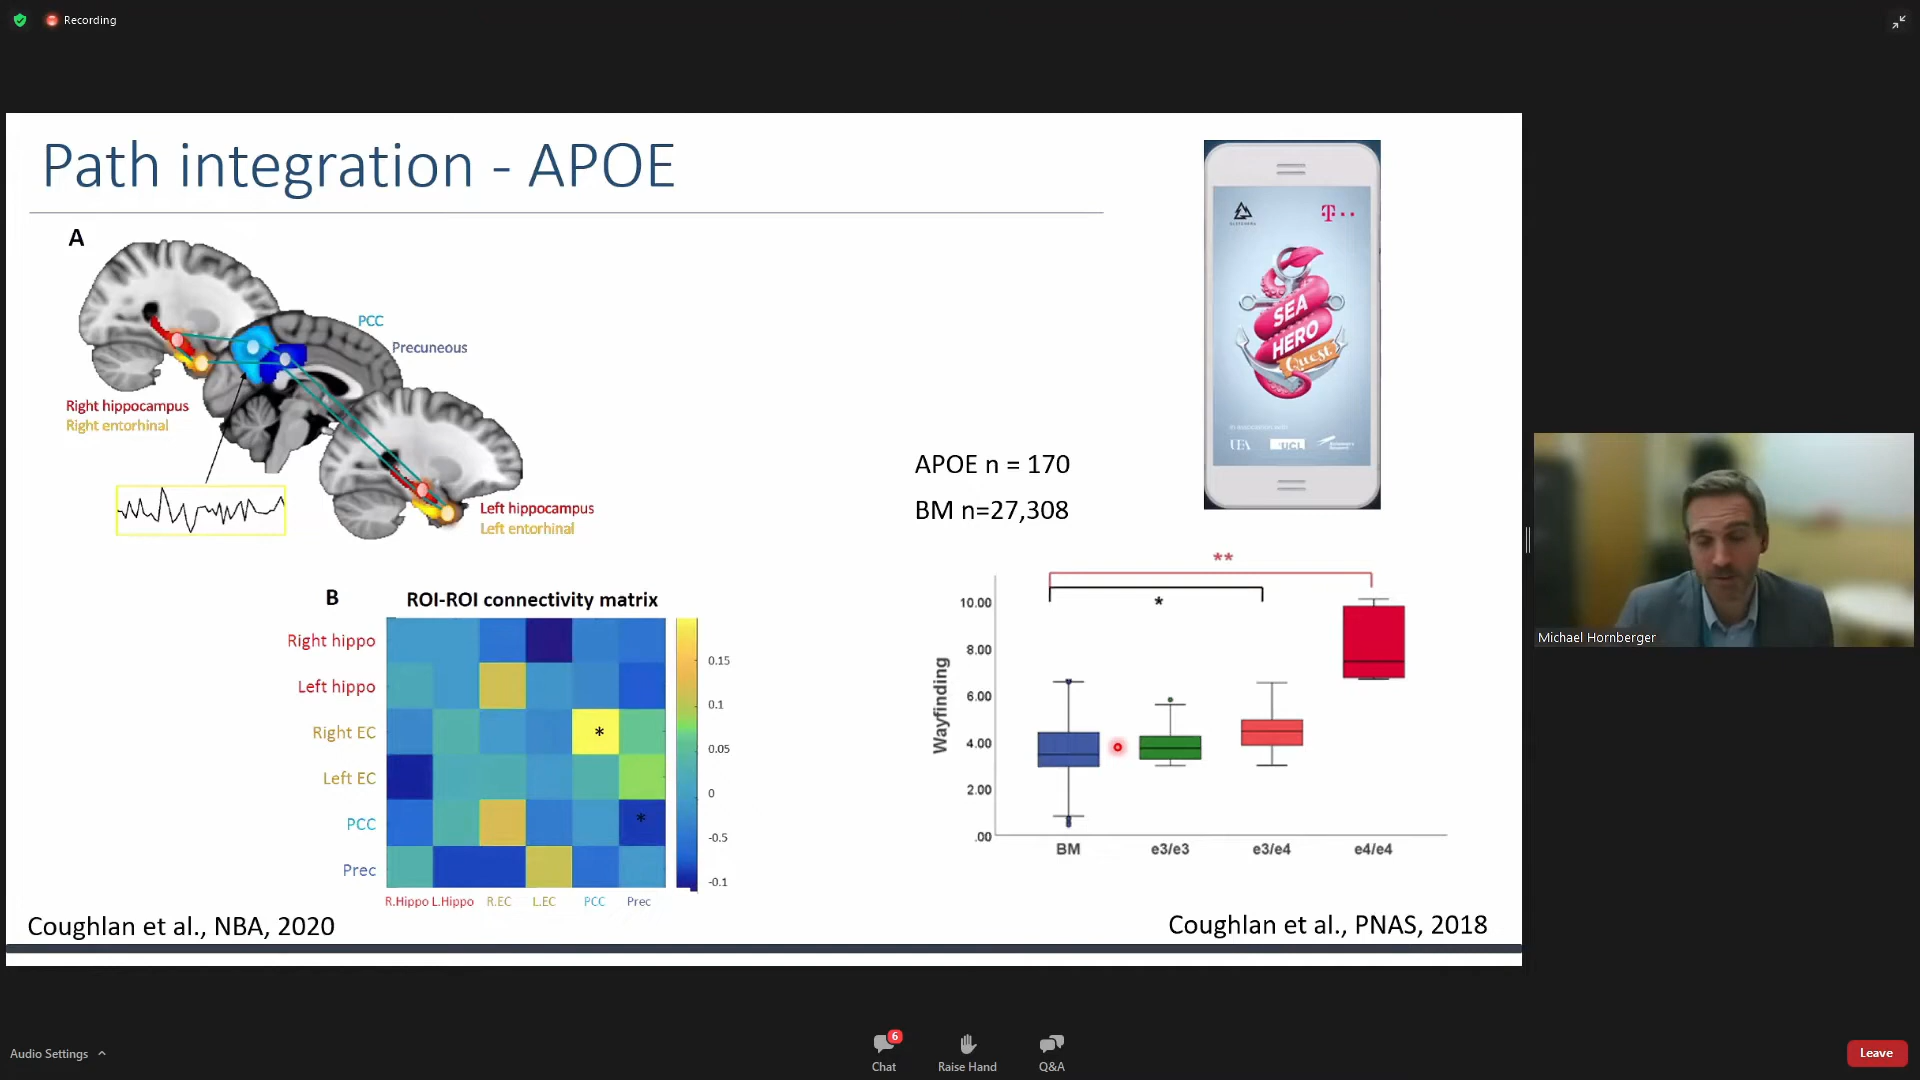 Recording
Path integration - APOE
A
PCC
Precuneous
Right hippocampus
Right entorhinal
Left hippocampus
Left entorhinal
B
ROI-ROI connectivity matrix
Right hippo
Left hippo
Right EC
Left EC
PCC
Prec
*
*
R.Hippo L.Hippo R.EC L.EC PCC Prec
0.15
0.1
0.05
0
-0.5
-0.1
Coughlan et al., NBA, 2020
T
SEA
HERO
Quest
in association with
UEA UCL
APOE n = 170
BM n=27,308
**
*
Wayfinding
10.00
8.00
6.00
4.00
2.00
.00
BM e3/e3 e3/e4 e4/e4
Coughlan et al., PNAS, 2018
Michael Hornberger
Audio Settings
6
Chat
Raise Hand
Q&A
Leave